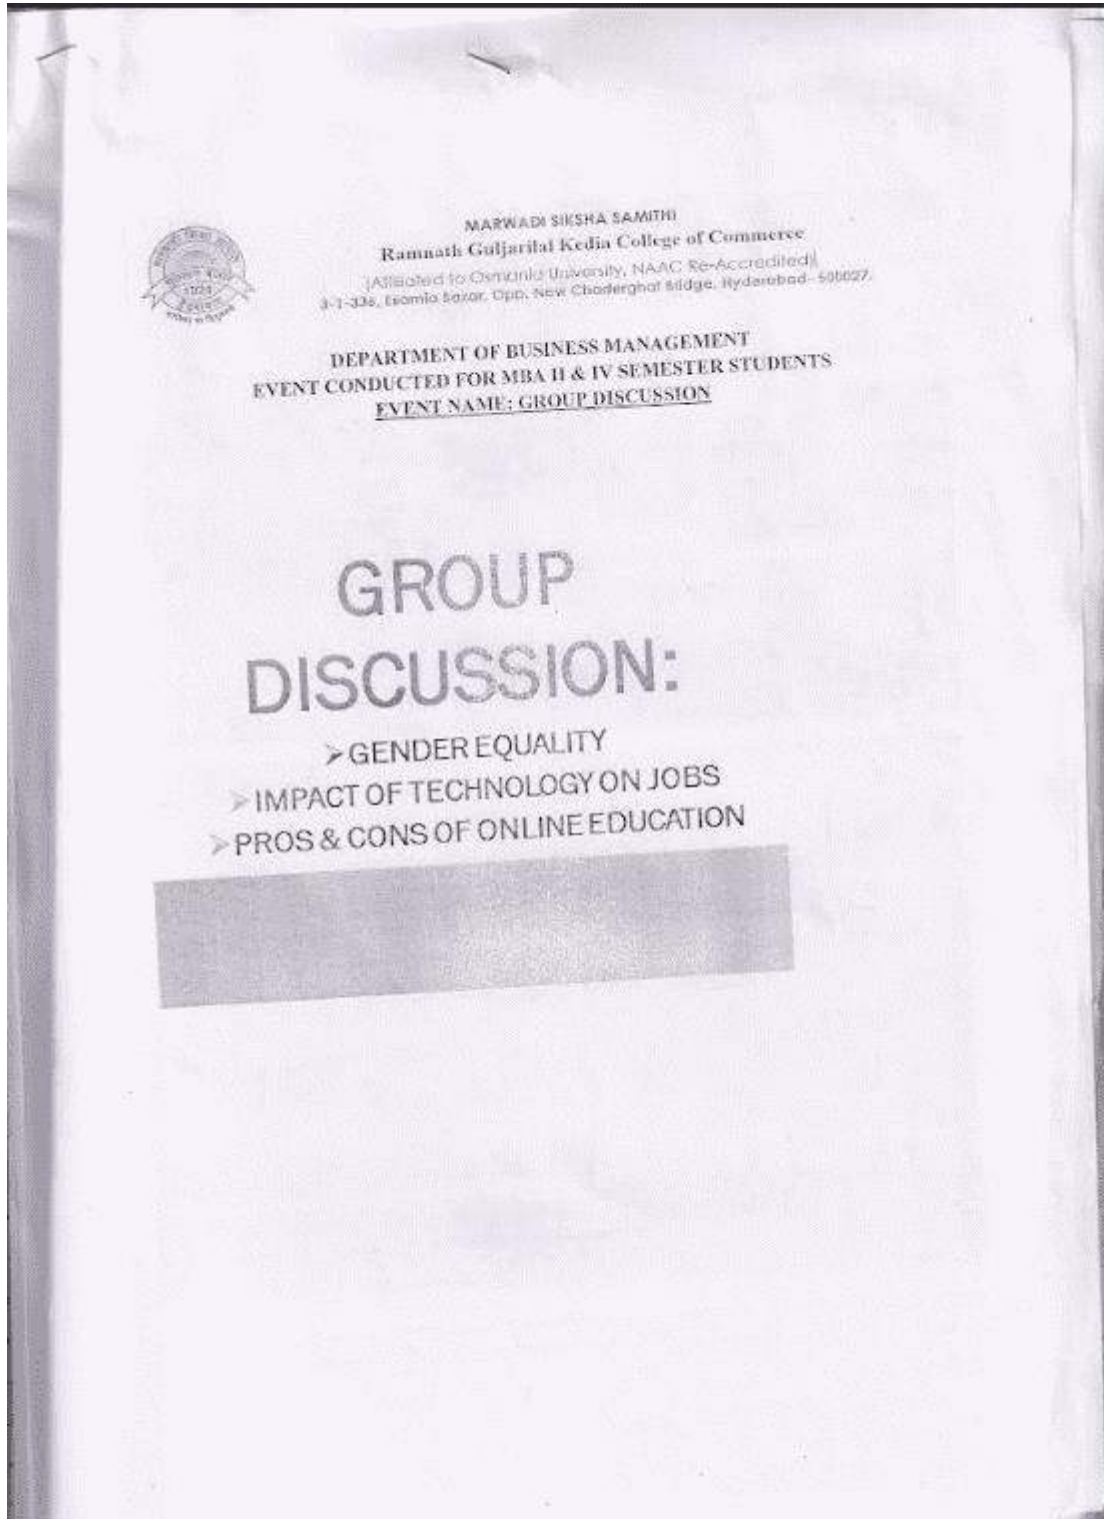 MARWADI SIKSHA SAMITHI
Ramnath Guljarilal Kedia College of Commerce
(Affiliated to Osmania University, NAAC Re-Accredited)
3-1-336, Esamia Bazar, Opp. New Chaderghat Bridge, Hyderabad- 500027.
DEPARTMENT OF BUSINESS MANAGEMENT
EVENT CONDUCTED FOR MBA II & IV SEMESTER STUDENTS
EVENT NAME: GROUP DISCUSSION
GROUP
DISCUSSION:
➢GENDER EQUALITY
➢IMPACT OF TECHNOLOGY ON JOBS
➢PROS & CONS OF ONLINE EDUCATION